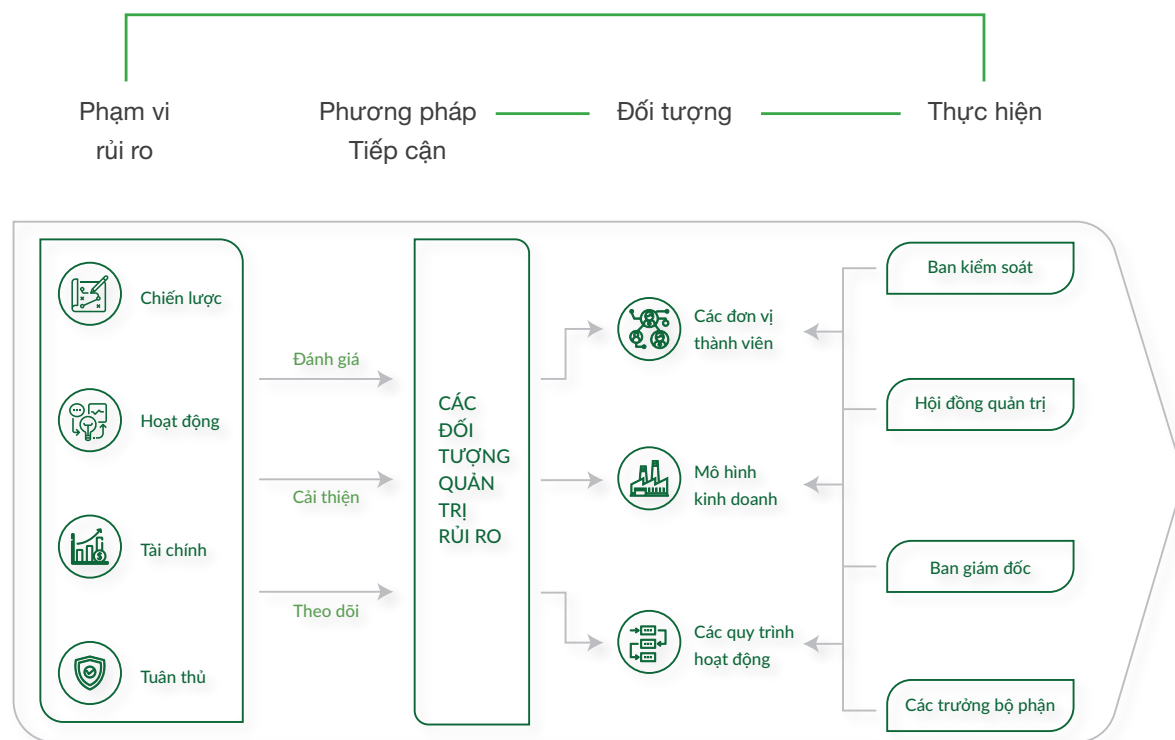 Phạm vi
rủi ro
Phương pháp
Tiếp cận
Đối tượng
Thực hiện
Chiến lược
Hoạt động
Tài chính
Tuân thủ
Đánh giá
Cải thiện
Theo dõi
CÁC
ĐỐI
TƯỢNG
QUẢN
TRỊ
RỦI RO
Các đơn vị
thành viên
Mô hình
kinh doanh
Các quy trình
hoạt động
Ban kiểm soát
Hội đồng quản trị
Ban giám đốc
Các trưởng bộ phận